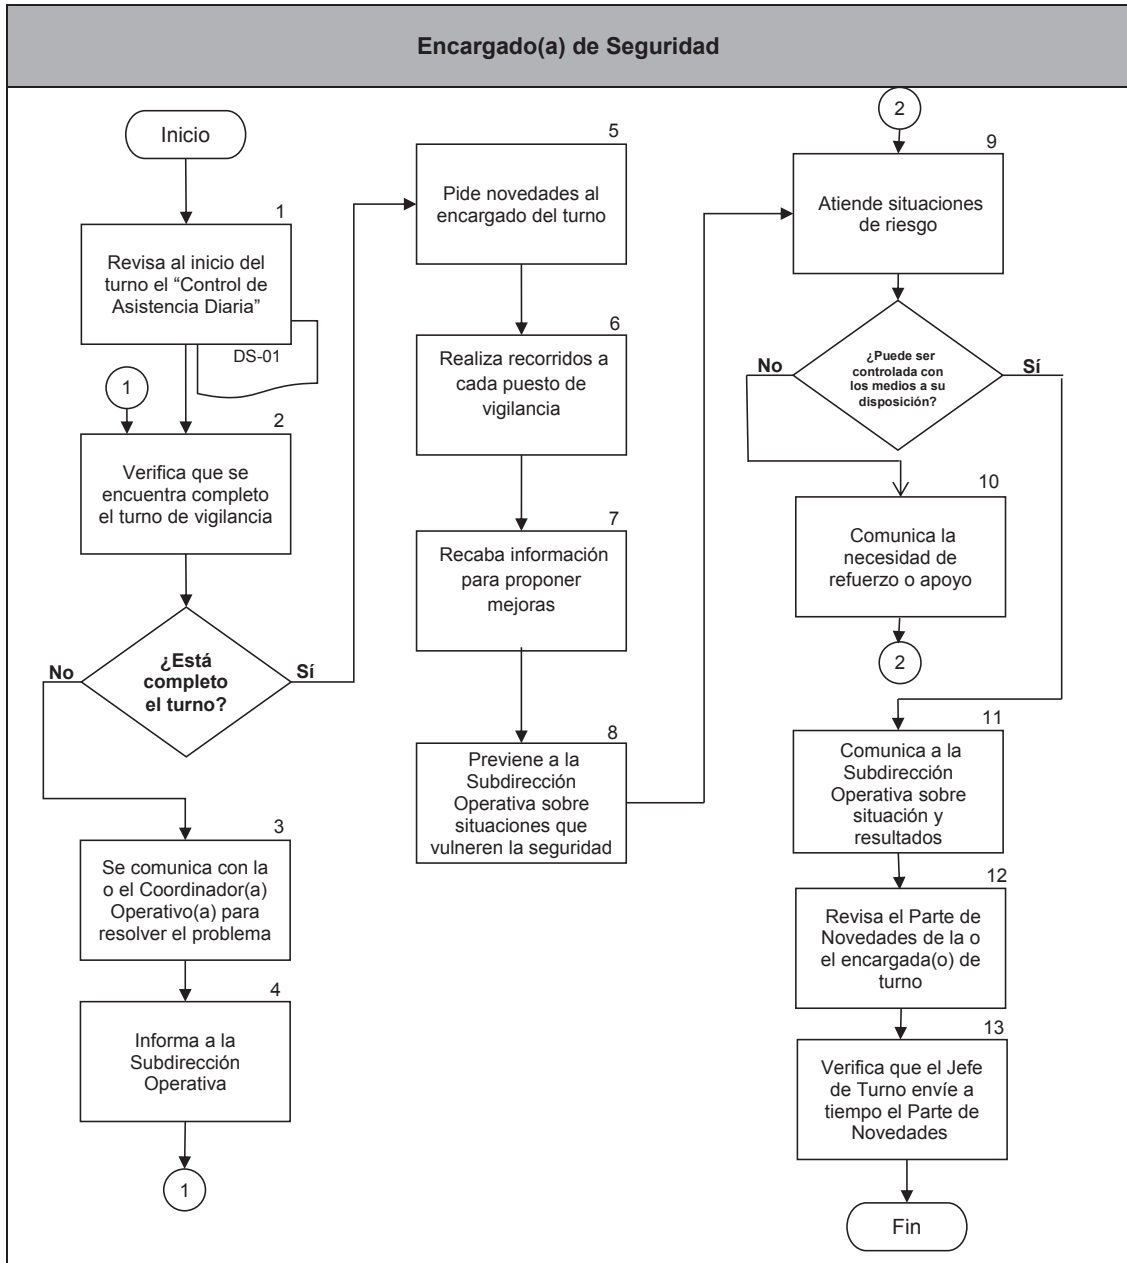 Encargado(a) de Seguridad
Inicio
1
Revisa al inicio del
turno el “Control de
Asistencia Diaria”
DS-01
1
2
Verifica que se
encuentra completo
el turno de vigilancia
¿Está
completo
el turno?
No
Sí
3
Se comunica con la
o el Coordinador(a)
Operativo(a) para
resolver el problema
4
Informa a la
Subdirección
Operativa
1
5
Pide novedades al
encargado del turno
6
Realiza recorridos a
cada puesto de
vigilancia
7
Recaba información
para proponer
mejoras
8
Previene a la
Subdirección
Operativa sobre
situaciones que
vulneren la seguridad
2
9
Atiende situaciones
de riesgo
¿Puede ser
controlada con
los medios a su
disposición?
No
Sí
10
Comunica la
necesidad de
refuerzo o apoyo
2
11
Comunica a la
Subdirección
Operativa sobre
situación y
resultados
12
Revisa el Parte de
Novedades de la o
el encargada(o) de
turno
13
Verifica que el Jefe
de Turno envíe a
tiempo el Parte de
Novedades
Fin